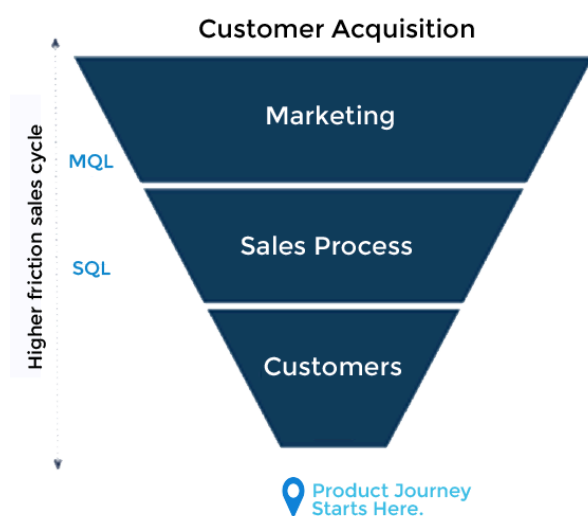 Customer Acquisition
Higher friction sales cycle
Marketing
MQL
Sales Process
SQL
Customers
Product Journey
Starts Here.